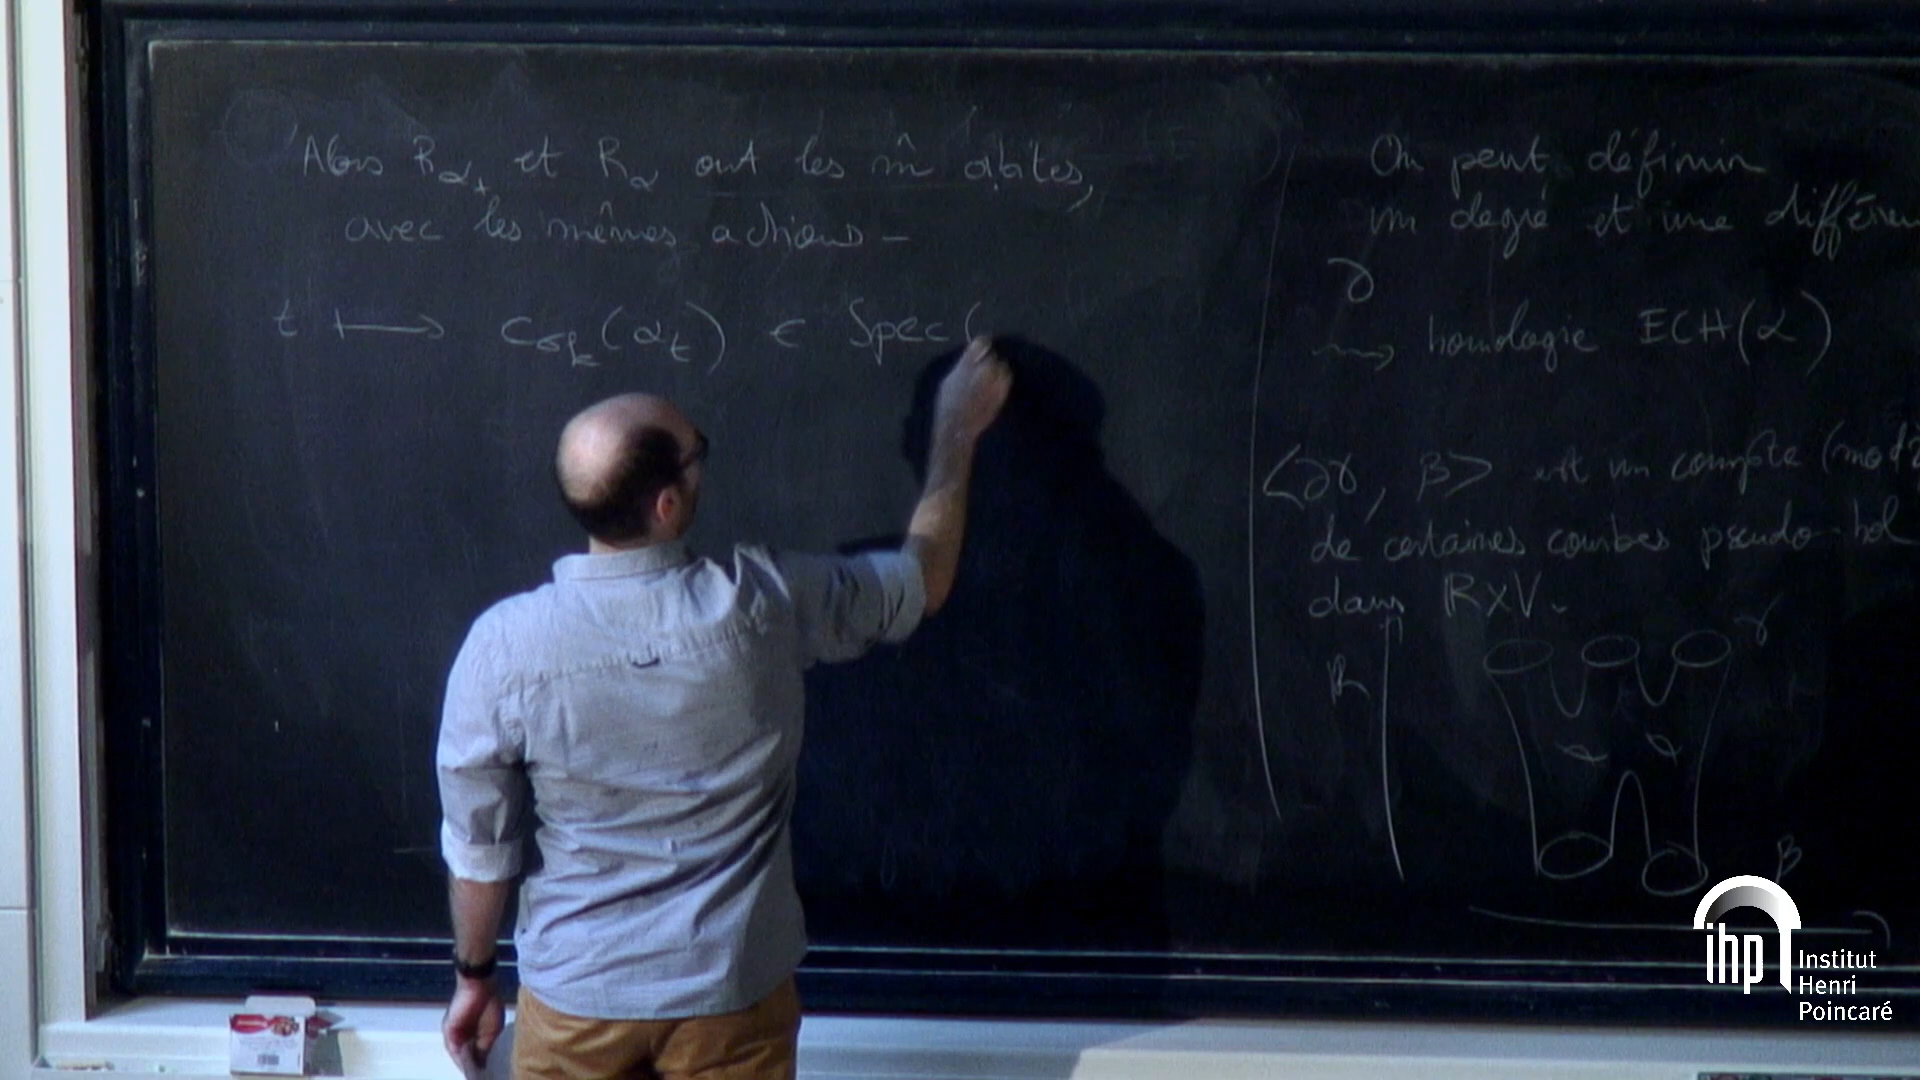 Alors R_{α_t} et R_α ont les m̂ orbites,
avec les mêmes actions -
t ⟼ c_{σ_k}(α_t) ∈ Spec(
On peut définir
un degré et une
∂
⇝ homologie ECH(α)
<∂γ, β> est un compte (mod 2
de certaines courbes pseudo-hol
dans R×V.
R
γ
β
ihp Institut
Henri
Poincaré